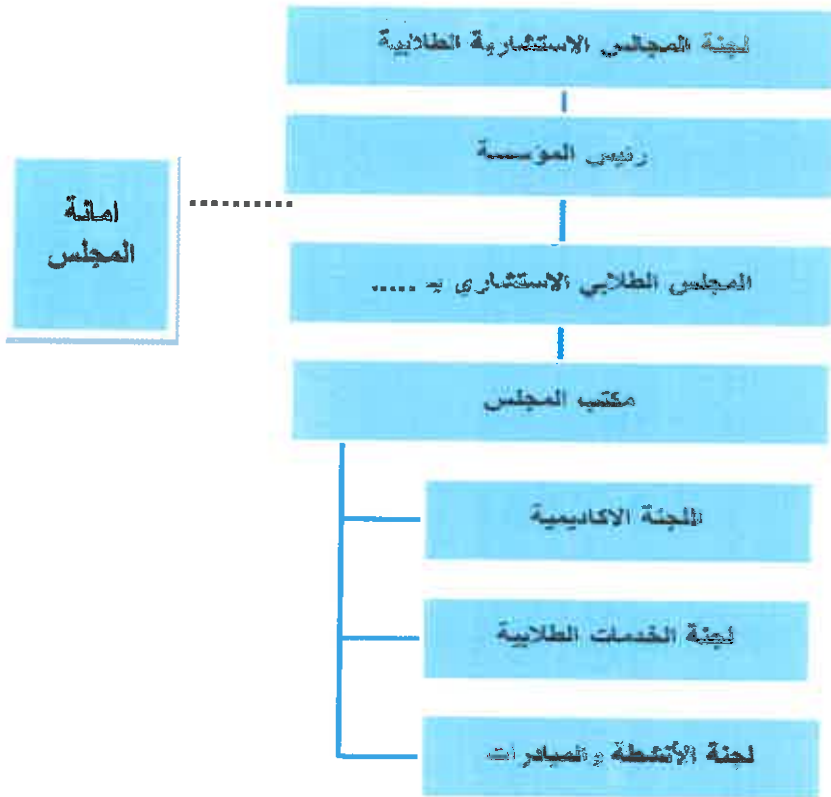 لجنة المجالس الاستشارية الطلابية
رئيس المؤسسة
امانة
المجلس
المجلس الطلابي الاستشاري بـ .....
مكتب المجلس
اللجنة الاكاديمية
لجنة الخدمات الطلابية
لجنة الأنشطة والمبادرات